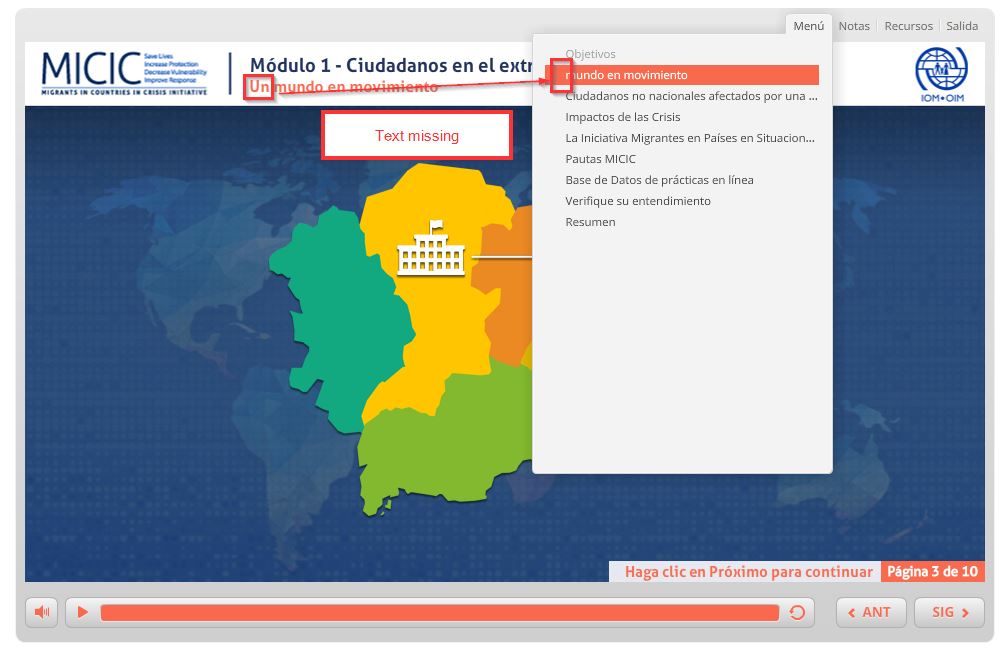 Menú Notas Recursos Salida
MICIC
Save Lives
Increase Protection
Decrease Vulnerability
Improve Response
MIGRANTS IN COUNTRIES IN CRISIS INITIATIVE
Módulo 1 - Ciudadanos en el extr
Un mundo en movimiento
IOM•OIM
Text missing
Objetivos
mundo en movimiento
Ciudadanos no nacionales afectados por una ...
Impactos de las Crisis
La Iniciativa Migrantes en Países en Situacion...
Pautas MICIC
Base de Datos de prácticas en línea
Verifique su entendimiento
Resumen
Haga clic en Próximo para continuar
Página 3 de 10
ANT
SIG